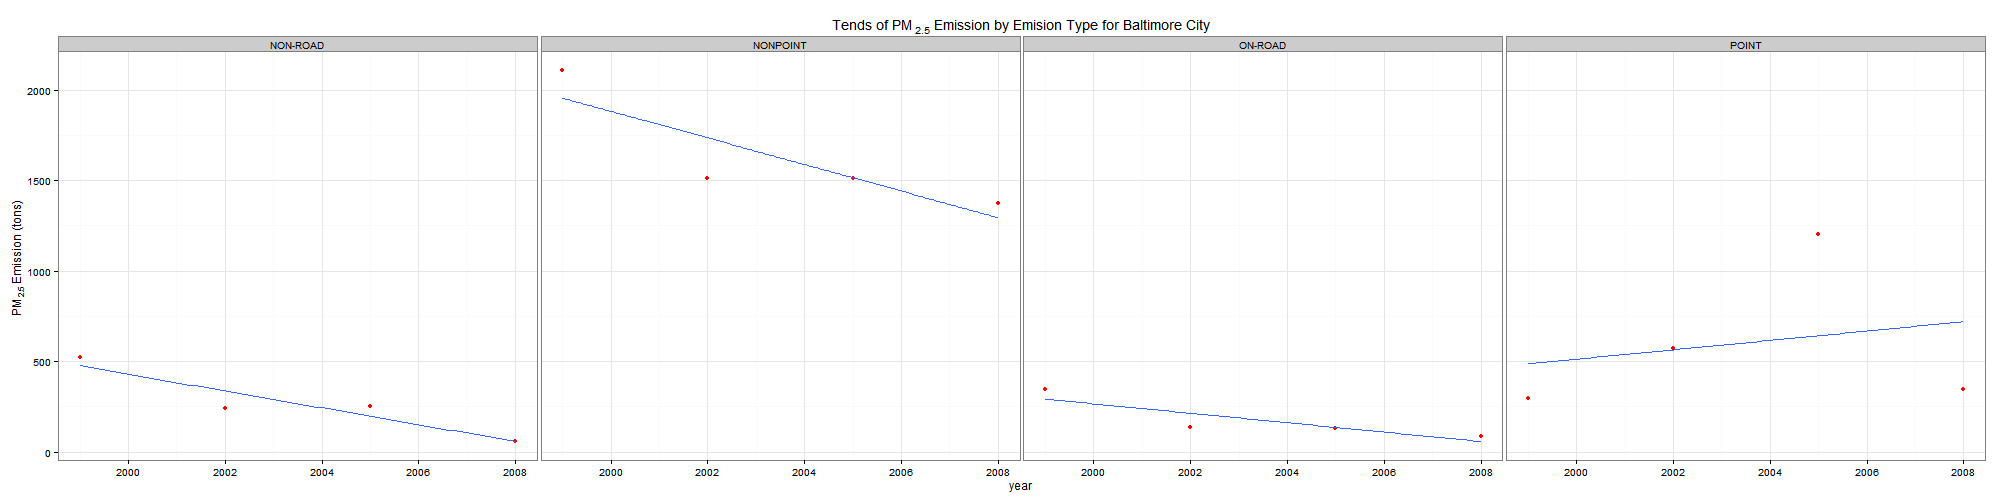 Tends of PM 2.5 Emission by Emision Type for Baltimore City
NON-ROAD NONPOINT ON-ROAD POINT
PM 2.5 Emission (tons)
2000
1500
1000
500
0
2000 2002 2004 2006 2008 2000 2002 2004 2006 2008 2000 2002 2004 2006 2008 2000 2002 2004 2006 2008
year